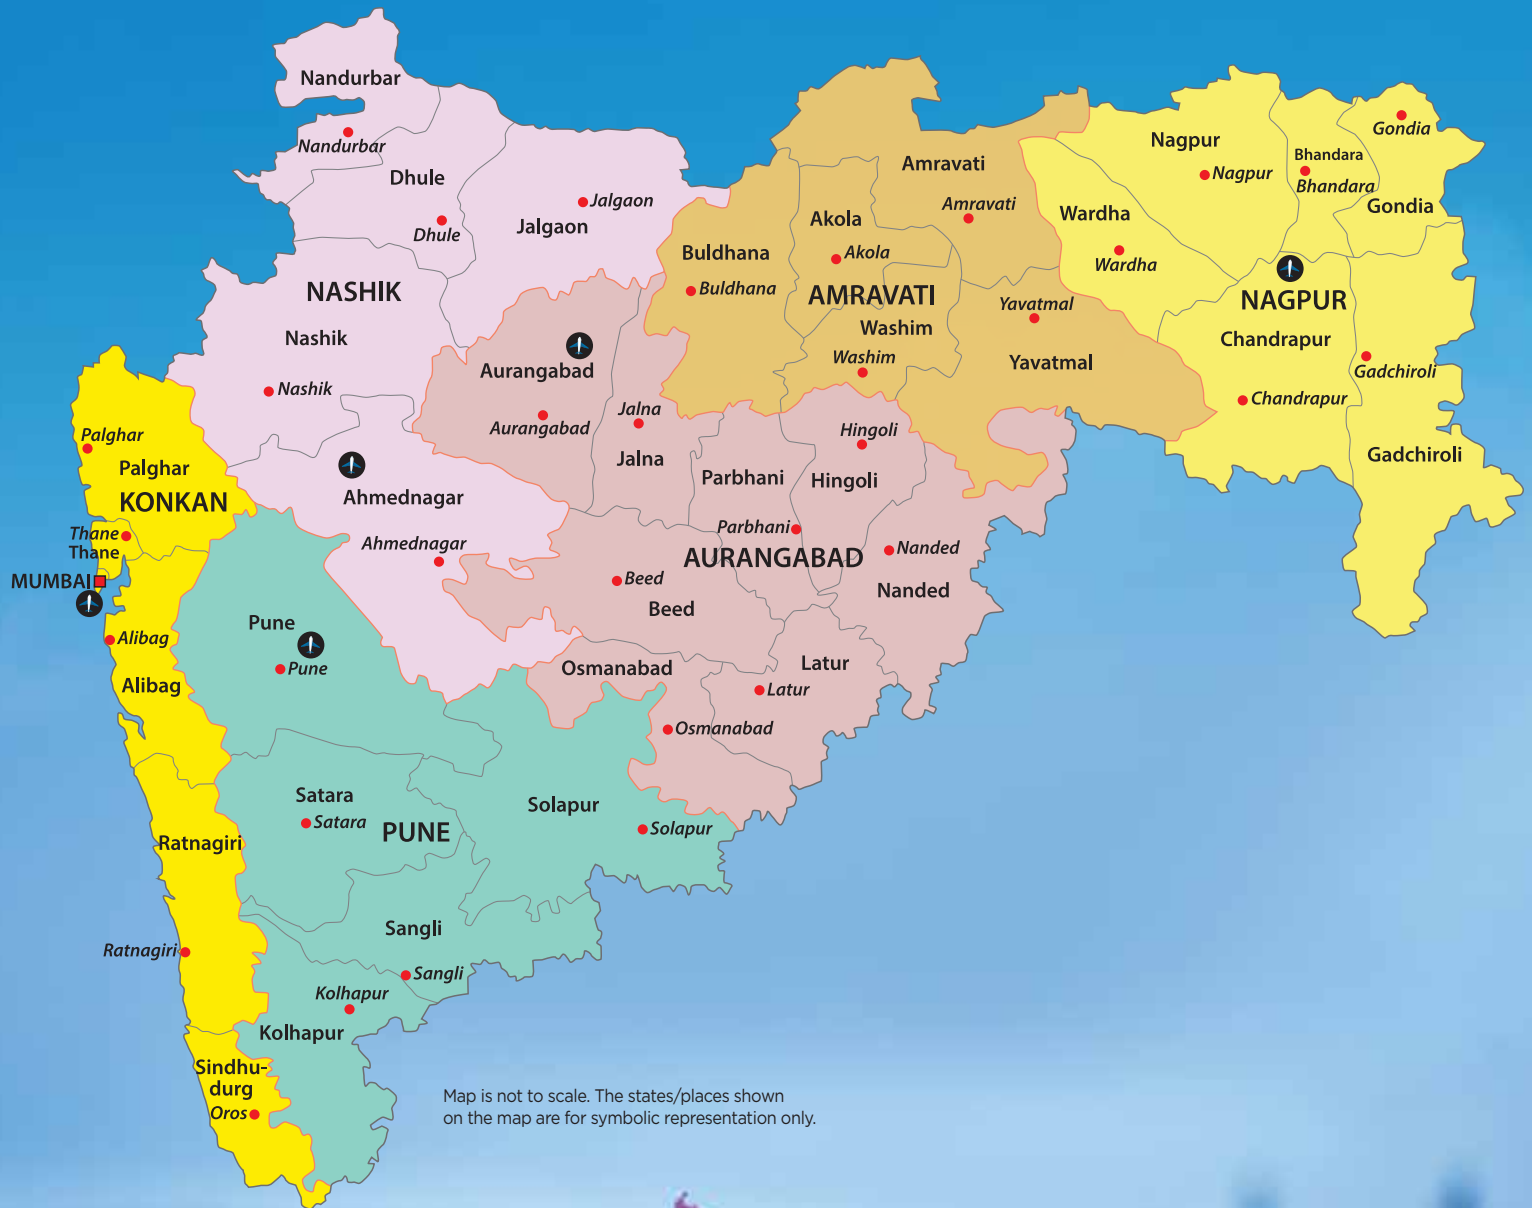 Nandurbar
Nandurbar
Dhule
Dhule
Jalgaon
Jalgaon
NASHIK
Nashik
Nashik
Ahmednagar
Ahmednagar
Buldhana
Buldhana
Akola
Akola
Amravati
Amravati
AMRAVATI
Washim
Washim
Yavatmal
Yavatmal
Nagpur
Nagpur
Bhandara
Bhandara
Gondia
Gondia
Wardha
Wardha
NAGPUR
Chandrapur
Chandrapur
Gadchiroli
Gadchiroli
Aurangabad
Aurangabad
Jalna
Jalna
Parbhani
Parbhani
Hingoli
Hingoli
AURANGABAD
Nanded
Nanded
Beed
Beed
Osmanabad
Osmanabad
Latur
Latur
Palghar
Palghar
KONKAN
Thane
Thane
MUMBAI
Alibag
Alibag
Ratnagiri
Ratnagiri
Sindhu-
durg
Oros
Pune
Pune
Satara
Satara
PUNE
Solapur
Solapur
Sangli
Sangli
Kolhapur
Kolhapur
Map is not to scale. The states/places shown
on the map are for symbolic representation only.